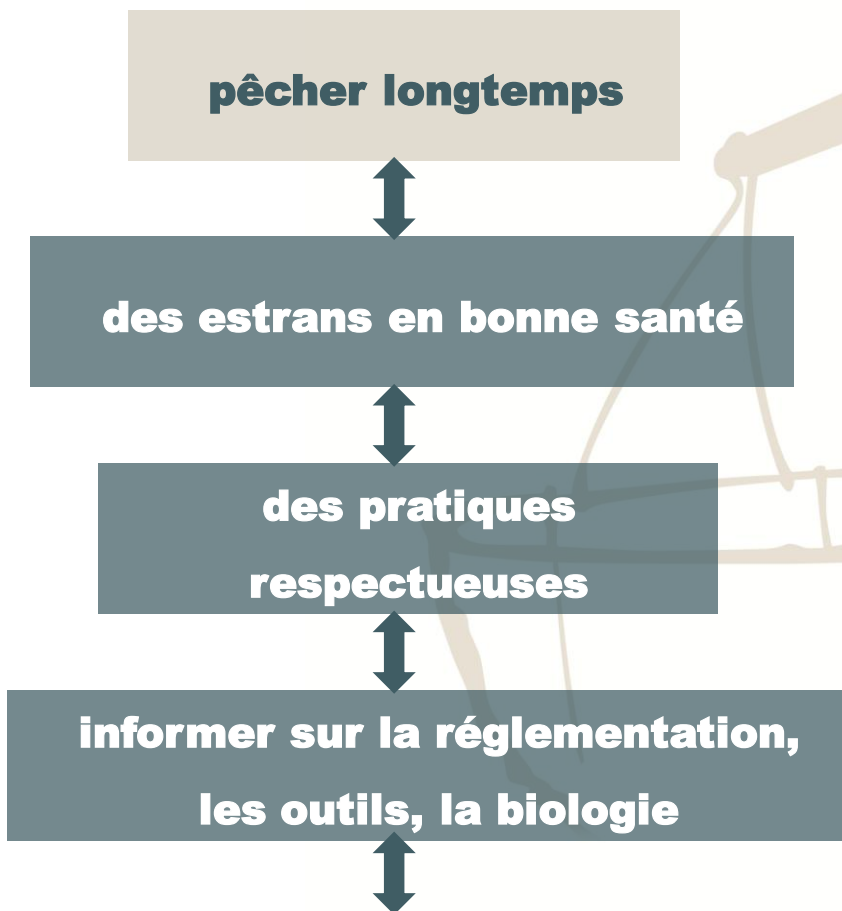 pêcher longtemps
des estrans en bonne santé
des pratiques
respectueuses
informer sur la réglementation,
les outils, la biologie